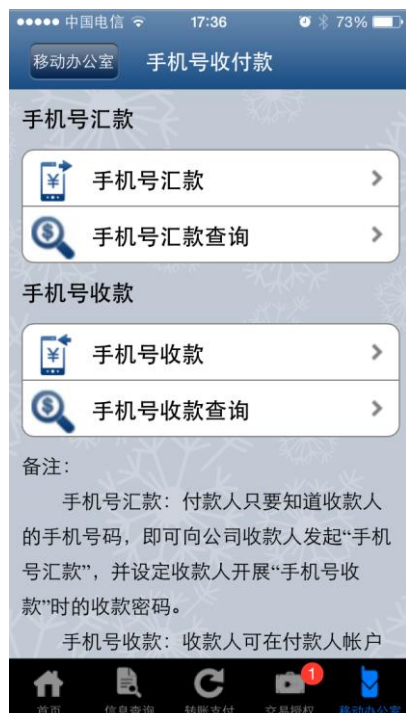 中国电信 17:36 73%
移动办公室 手机号收付款
手机号汇款
手机号汇款
手机号汇款查询
手机号收款
手机号收款
手机号收款查询
备注：
手机号汇款：付款人只要知道收款人
的手机号码，即可向公司收款人发起“手机
号汇款”，并设定收款人开展“手机号收
款”时的收款密码。
手机号收款：收款人可在付款人帐户
1
首页 信息查询 转账支付 交易授权 移动办公室